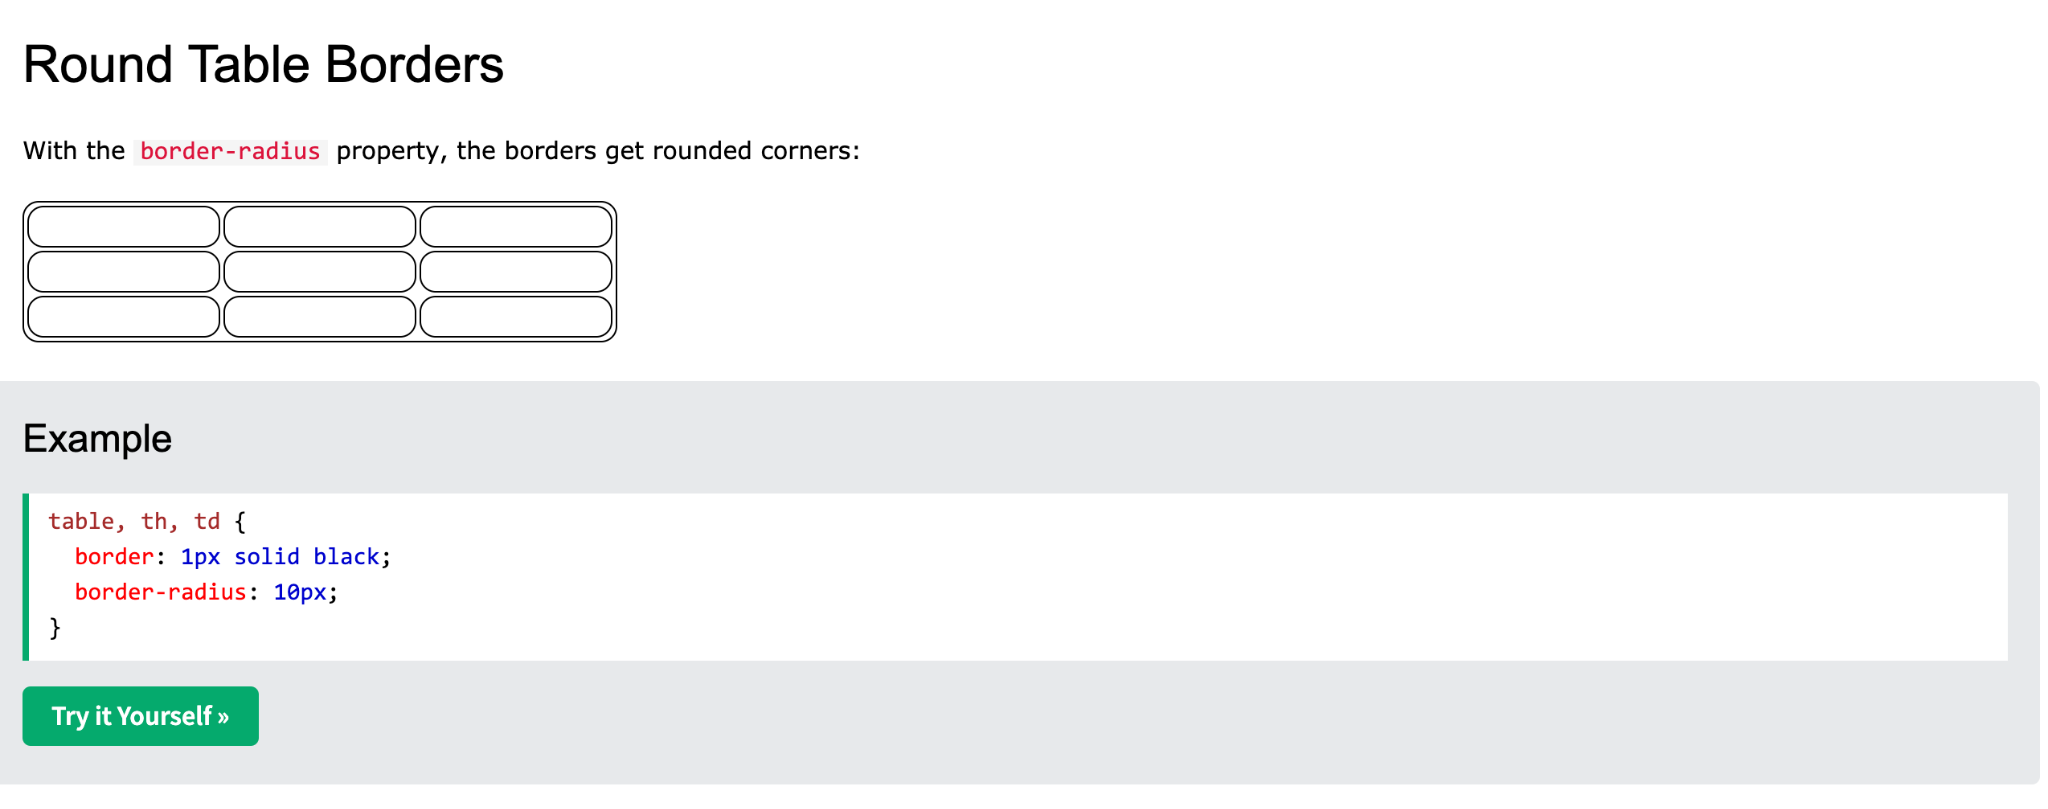 Round Table Borders
With the border-radius property, the borders get rounded corners:
Example
table, th, td {
  border: 1px solid black;
  border-radius: 10px;
}
Try it Yourself »